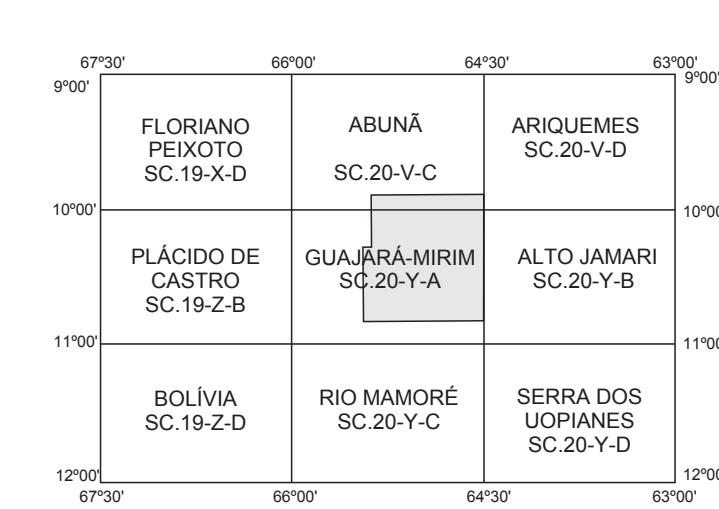 67º30' 66º00' 64º30' 63º00'
9º00' 9º00'
FLORIANO
PEIXOTO
SC.19-X-D
ABUNÃ
SC.20-V-C
ARIQUEMES
SC.20-V-D
10º00' 10º00
PLÁCIDO DE
CASTRO
SC.19-Z-B
GUAJARÁ-MIRIM
SC.20-Y-A
ALTO JAMARI
SC.20-Y-B
11º00' 11º00
BOLÍVIA
SC.19-Z-D
RIO MAMORÉ
SC.20-Y-C
SERRA DOS
UOPIANES
SC.20-Y-D
12º00' 12º00
67º30' 66º00' 64º30' 63º00'